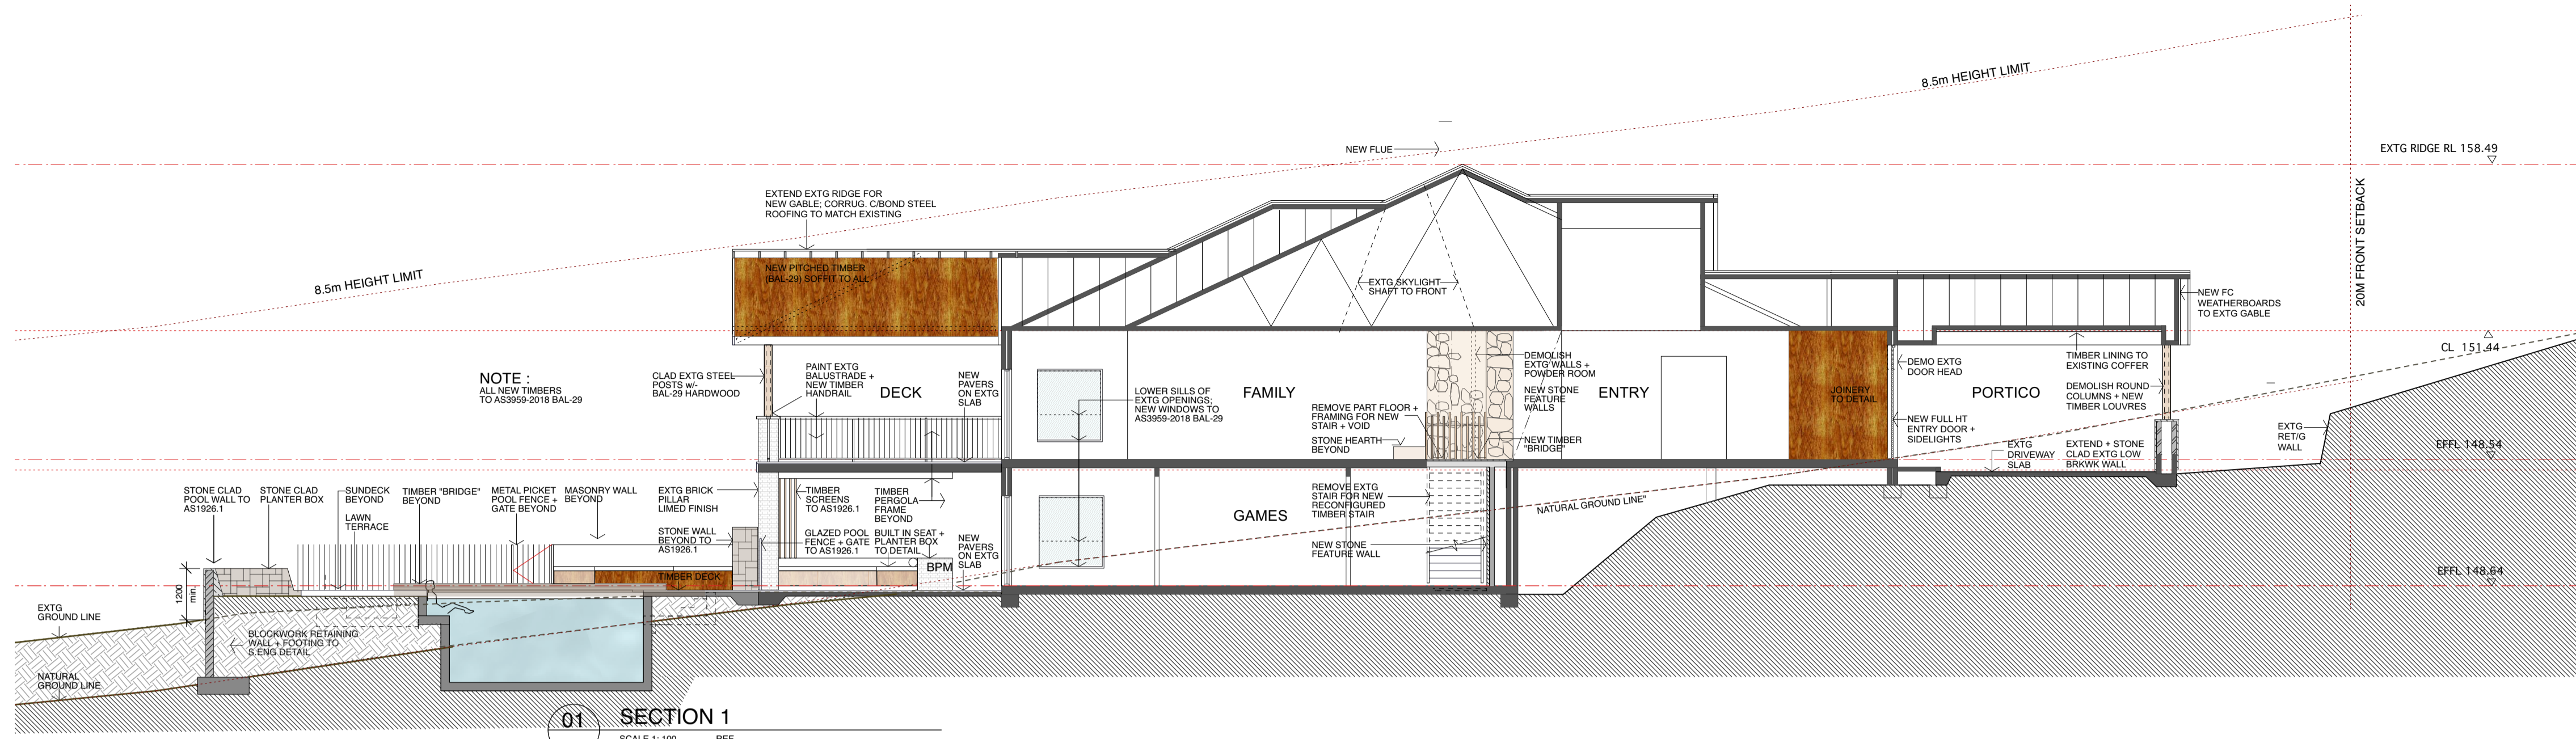 8.5m HEIGHT LIMIT
NEW FLUE
EXTG RIDGE RL 158.49
20M FRONT SETBACK
EXTEND EXTG RIDGE FOR
NEW GABLE; CORRUG. C/BOND STEEL
ROOFING TO MATCH EXISTING
8.5m HEIGHT LIMIT
NEW PITCHED TIMBER
(BAL-29) SOFFIT TO ALL
EXTG SKYLIGHT
SHAFT TO FRONT
NEW FC
WEATHERBOARDS
TO EXTG GABLE
CL 151.44
NOTE :
ALL NEW TIMBERS
TO AS3959-2018 BAL-29
CLAD EXTG STEEL
POSTS w/-
BAL-29 HARDWOOD
PAINT EXTG
BALUSTRADE +
NEW TIMBER
HANDRAIL
DECK
NEW
PAVERS
ON EXTG
SLAB
LOWER SILLS OF
EXTG OPENINGS;
NEW WINDOWS TO
AS3959-2018 BAL-29
FAMILY
REMOVE PART FLOOR +
FRAMING FOR NEW
STAIR + VOID
STONE HEARTH
BEYOND
DEMOLISH
EXTG WALLS +
POWDER ROOM
NEW STONE
FEATURE
WALLS
NEW TIMBER
"BRIDGE"
ENTRY
JOINERY
TO DETAIL
DEMO EXTG
DOOR HEAD
NEW FULL HT
ENTRY DOOR +
SIDELIGHTS
PORTICO
TIMBER LINING TO
EXISTING COFFER
DEMOLISH ROUND
COLUMNS + NEW
TIMBER LOUVRES
EXTG
DRIVEWAY
SLAB
EXTEND + STONE
CLAD EXTG LOW
BRKWK WALL
EXTG
RET/G
WALL
EFFL 148.54
STONE CLAD
POOL WALL TO
AS1926.1
STONE CLAD
PLANTER BOX
SUNDECK
BEYOND
LAWN
TERRACE
TIMBER "BRIDGE"
BEYOND
METAL PICKET
POOL FENCE +
GATE BEYOND
MASONRY WALL
BEYOND
EXTG BRICK
PILLAR
LIMED FINISH
STONE WALL
BEYOND TO
AS1926.1
TIMBER
SCREENS
TO AS1926.1
TIMBER
PERGOLA
FRAME
BEYOND
GLAZED POOL
FENCE + GATE
TO AS1926.1
BUILT IN SEAT +
PLANTER BOX
TO DETAIL
BPM
NEW
PAVERS
ON EXTG
SLAB
GAMES
REMOVE EXTG
STAIR FOR NEW
RECONFIGURED
TIMBER STAIR
NEW STONE
FEATURE WALL
NATURAL GROUND LINE"
EFFL 148.64
TIMBER DECK
1200
min.
EXTG
GROUND LINE
BLOCKWORK RETAINING
WALL + FOOTING TO
S.ENG DETAIL
NATURAL
GROUND LINE
01
SECTION 1
SCALE 1: 100
REF